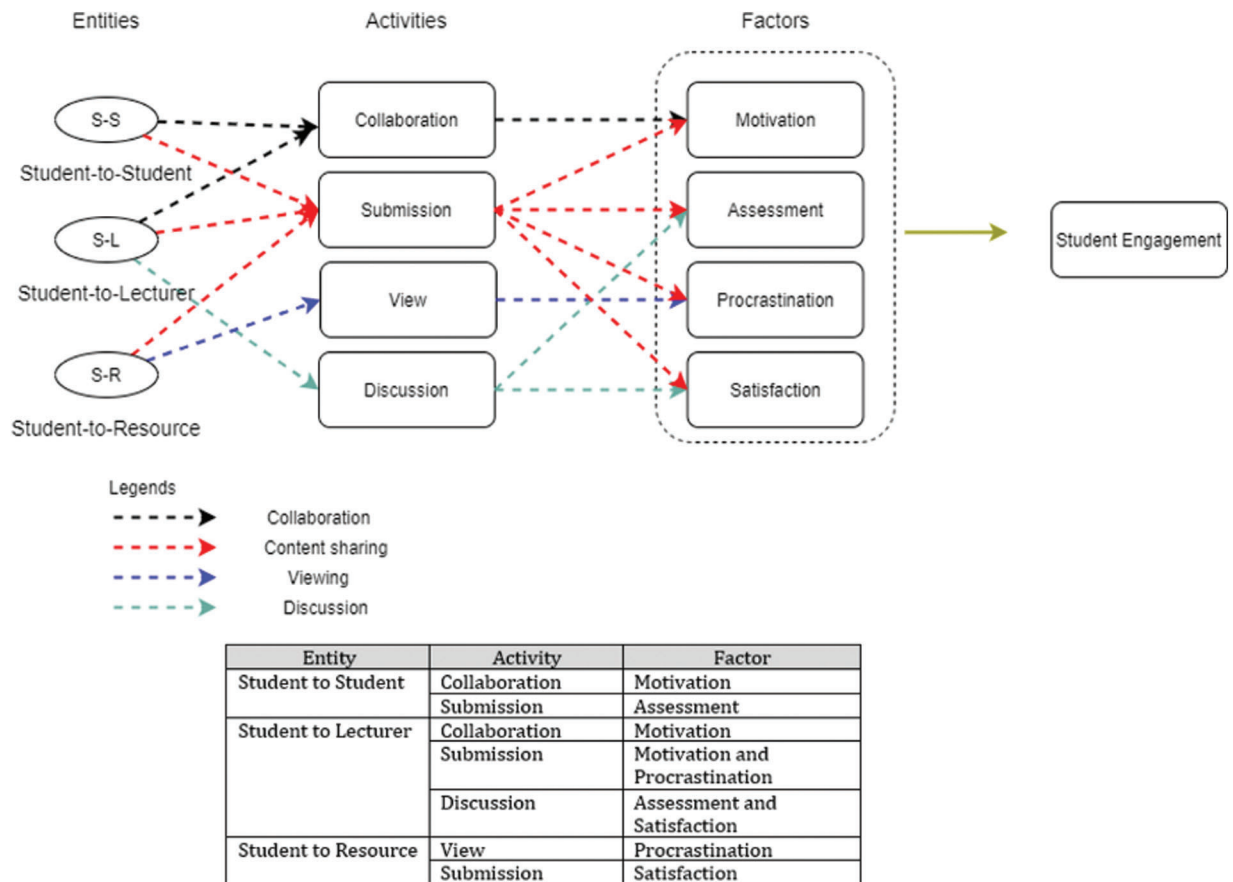 Entities Activities Factors
S-S Collaboration Motivation
Student-to-Student
Submission Assessment
S-L Student Engagement
Student-to-Lecturer
View Procrastination
S-R Discussion Satisfaction
Student-to-Resource
Legends
Collaboration
Content sharing
Viewing
Discussion
Entity Activity Factor
Student to Student Collaboration Motivation
Submission Assessment
Student to Lecturer Collaboration Motivation
Submission Motivation and
Procrastination
Discussion Assessment and
Satisfaction
Student to Resource View Procrastination
Submission Satisfaction